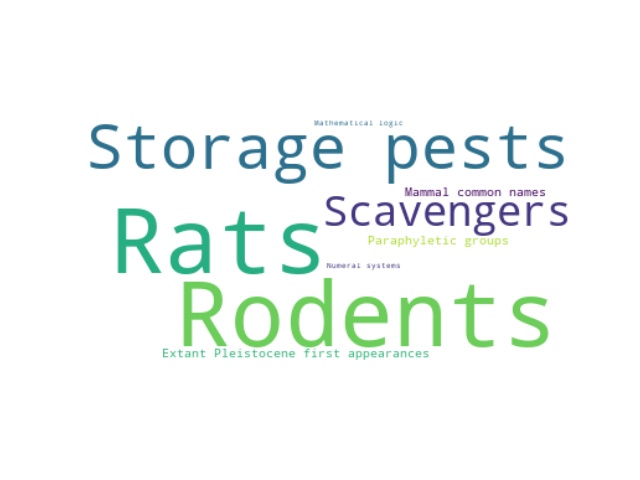 Mathematical logic
Storage pests
Mammal common names
Scavengers
Rats
Paraphyletic groups
Numeral systems
Rodents
Extant Pleistocene first appearances